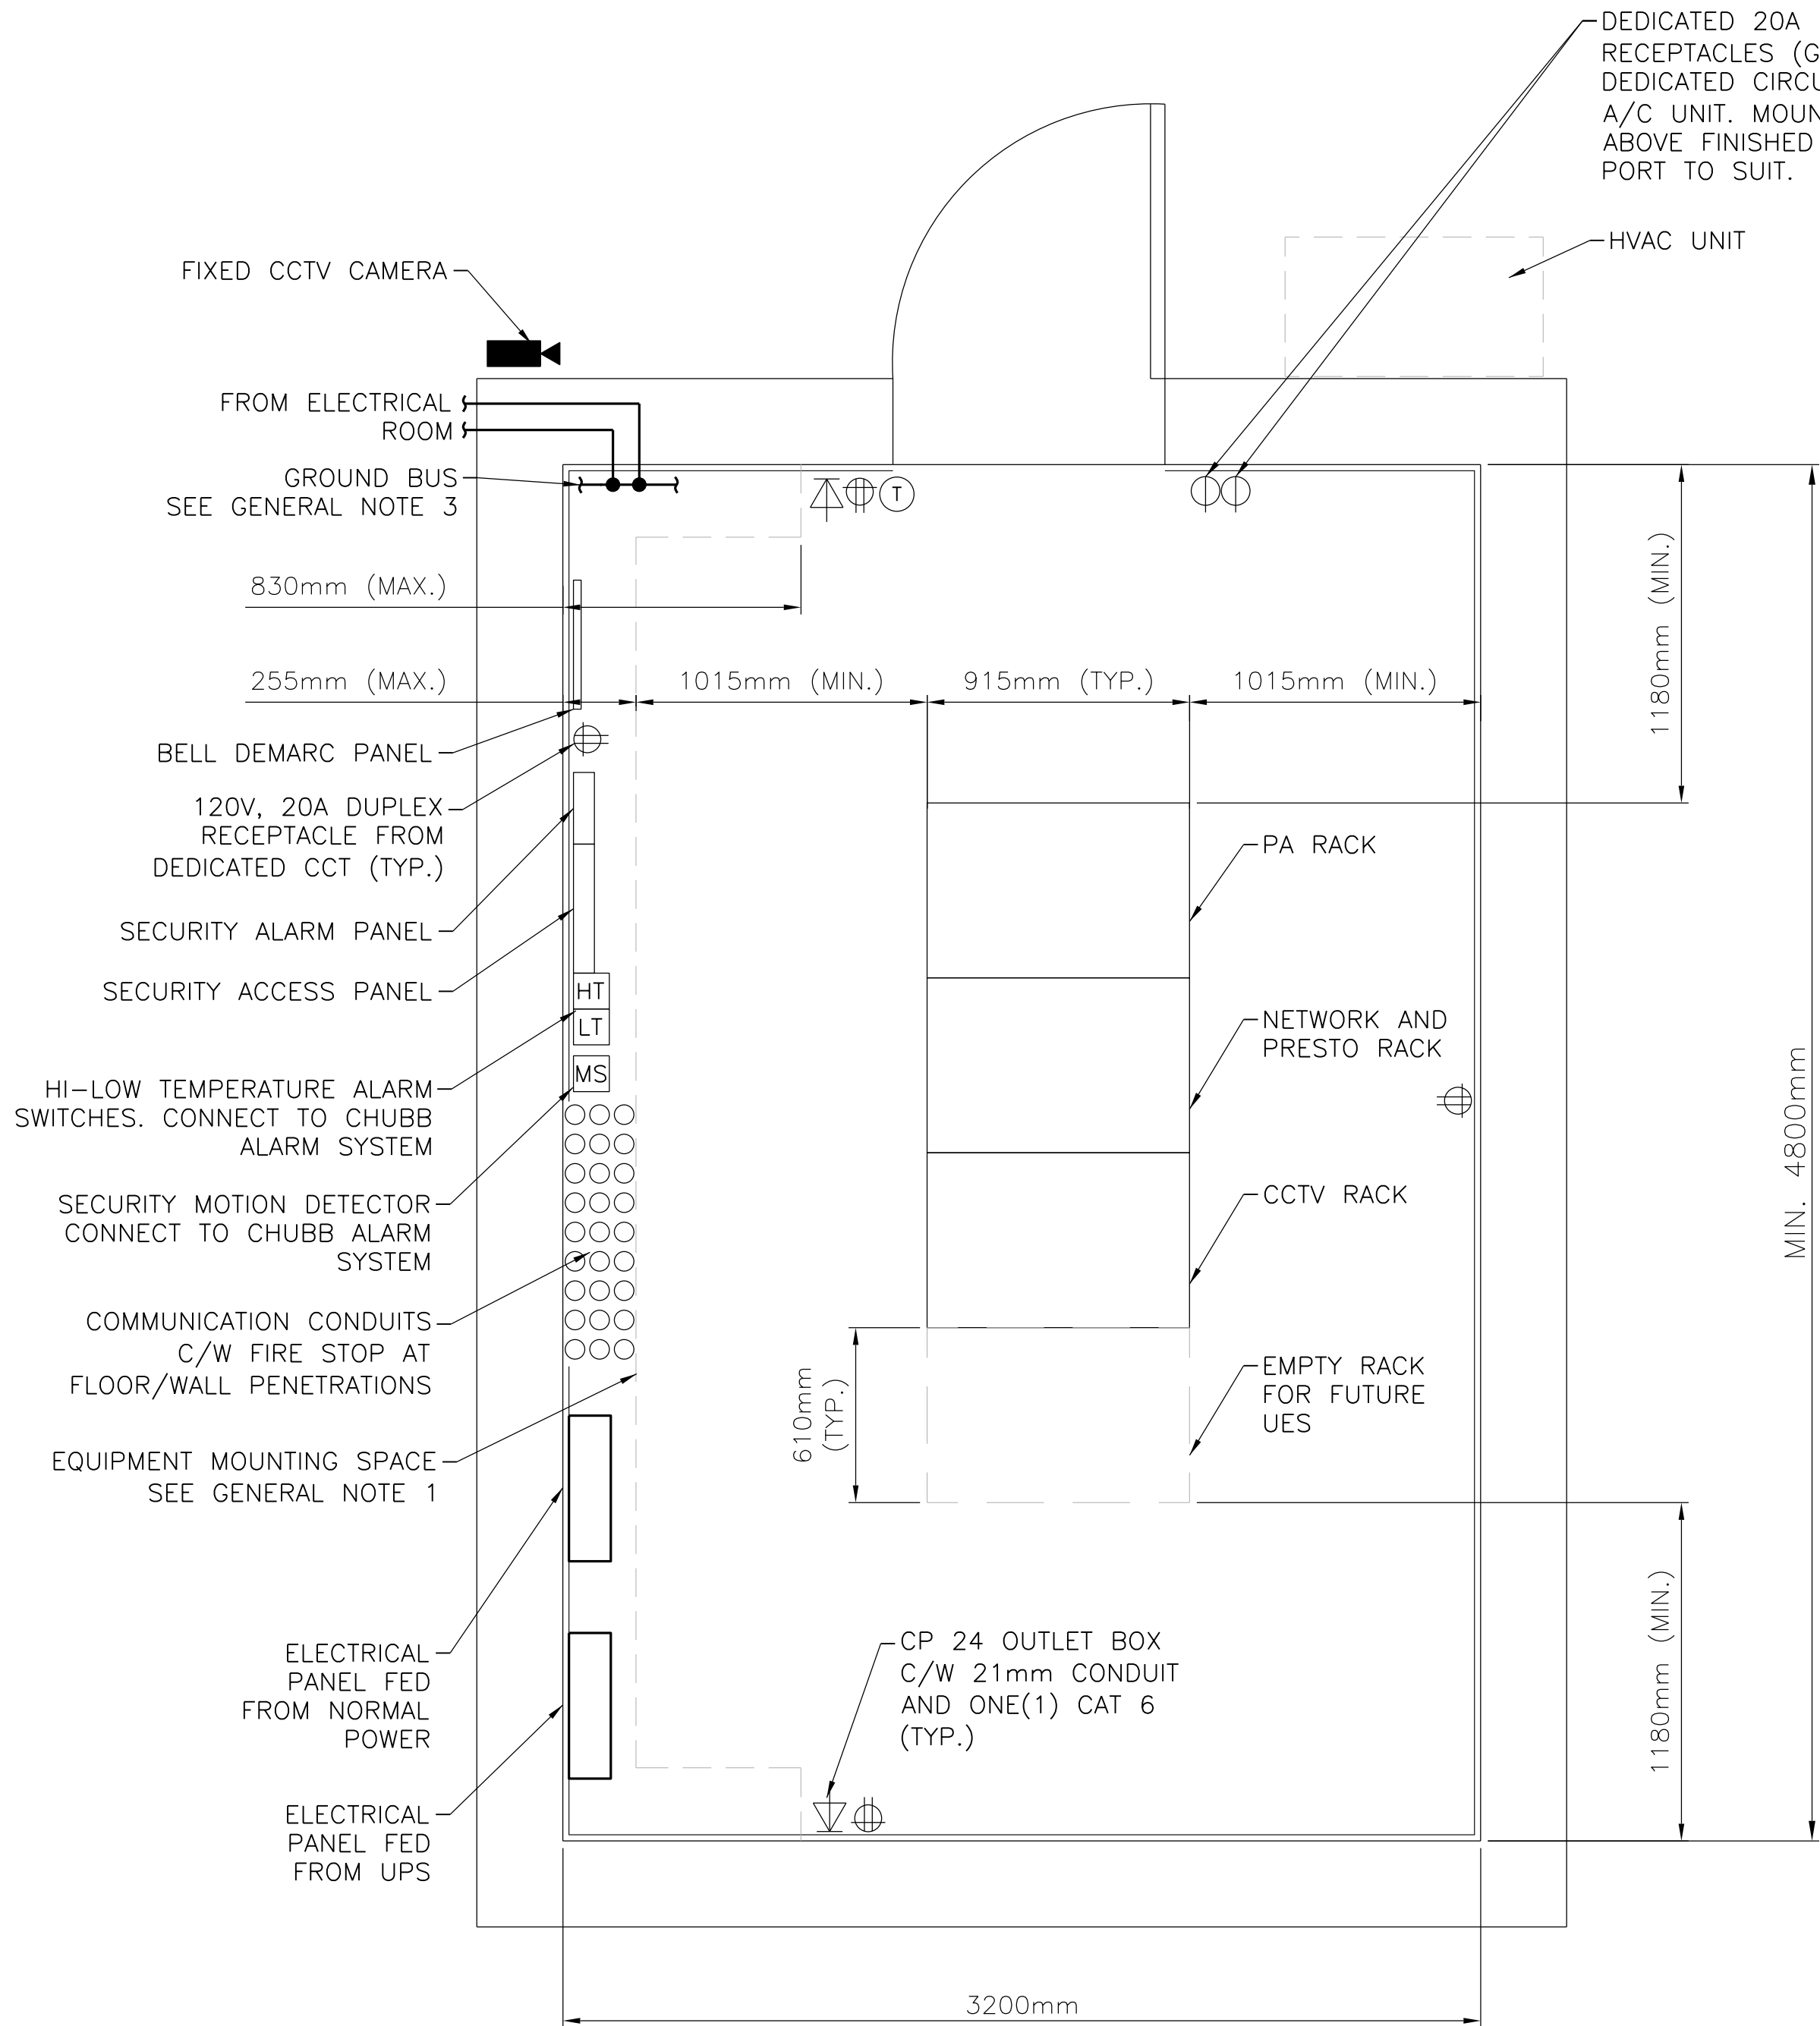 DEDICATED 20A
RECEPTACLES (G
DEDICATED CIRCU
A/C UNIT. MOUN
ABOVE FINISHED
PORT TO SUIT.
HVAC UNIT
FIXED CCTV CAMERA
FROM ELECTRICAL
ROOM
GROUND BUS
SEE GENERAL NOTE 3
T
830mm (MAX.)
1180mm (MIN.)
255mm (MAX.)
1015mm (MIN.)
915mm (TYP.)
1015mm (MIN.)
BELL DEMARC PANEL
120V, 20A DUPLEX
RECEPTACLE FROM
DEDICATED CCT (TYP.)
PA RACK
SECURITY ALARM PANEL
SECURITY ACCESS PANEL
HT
LT
MS
NETWORK AND
PRESTO RACK
HI-LOW TEMPERATURE ALARM
SWITCHES. CONNECT TO CHUBB
ALARM SYSTEM
MIN. 4800mm
SECURITY MOTION DETECTOR
CONNECT TO CHUBB ALARM
SYSTEM
CCTV RACK
COMMUNICATION CONDUITS
C/W FIRE STOP AT
FLOOR/WALL PENETRATIONS
610mm
(TYP.)
EMPTY RACK
FOR FUTURE
UES
EQUIPMENT MOUNTING SPACE
SEE GENERAL NOTE 1
ELECTRICAL
PANEL FED
FROM NORMAL
POWER
CP 24 OUTLET BOX
C/W 21mm CONDUIT
AND ONE(1) CAT 6
(TYP.)
1180mm (MIN.)
ELECTRICAL
PANEL FED
FROM UPS
3200mm